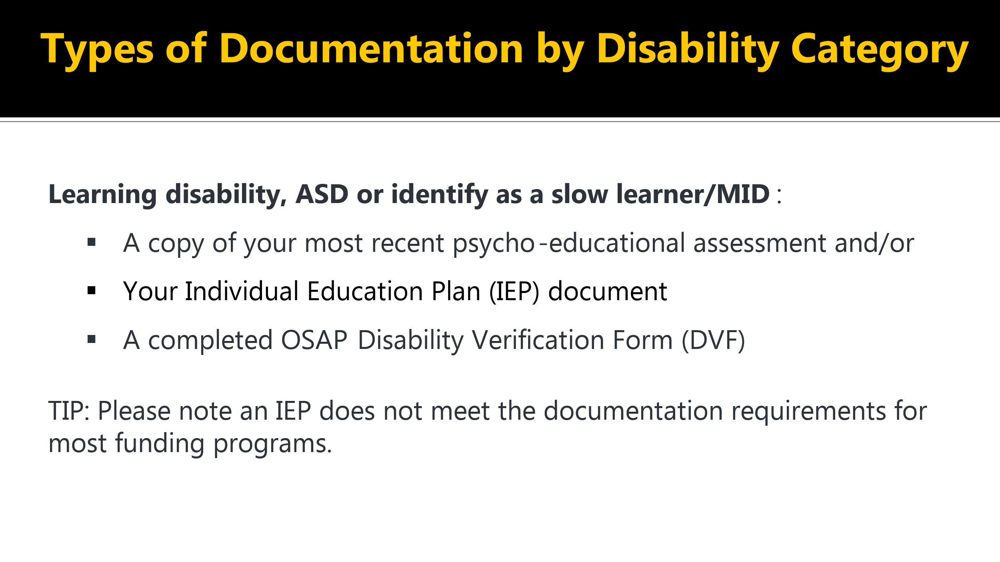 Types of Documentation by Disability Category
Learning disability, ASD or identify as a slow learner/MID :
▪ A copy of your most recent psycho-educational assessment and/or
▪ Your Individual Education Plan (IEP) document
▪ A completed OSAP Disability Verification Form (DVF)
TIP: Please note an IEP does not meet the documentation requirements for
most funding programs.